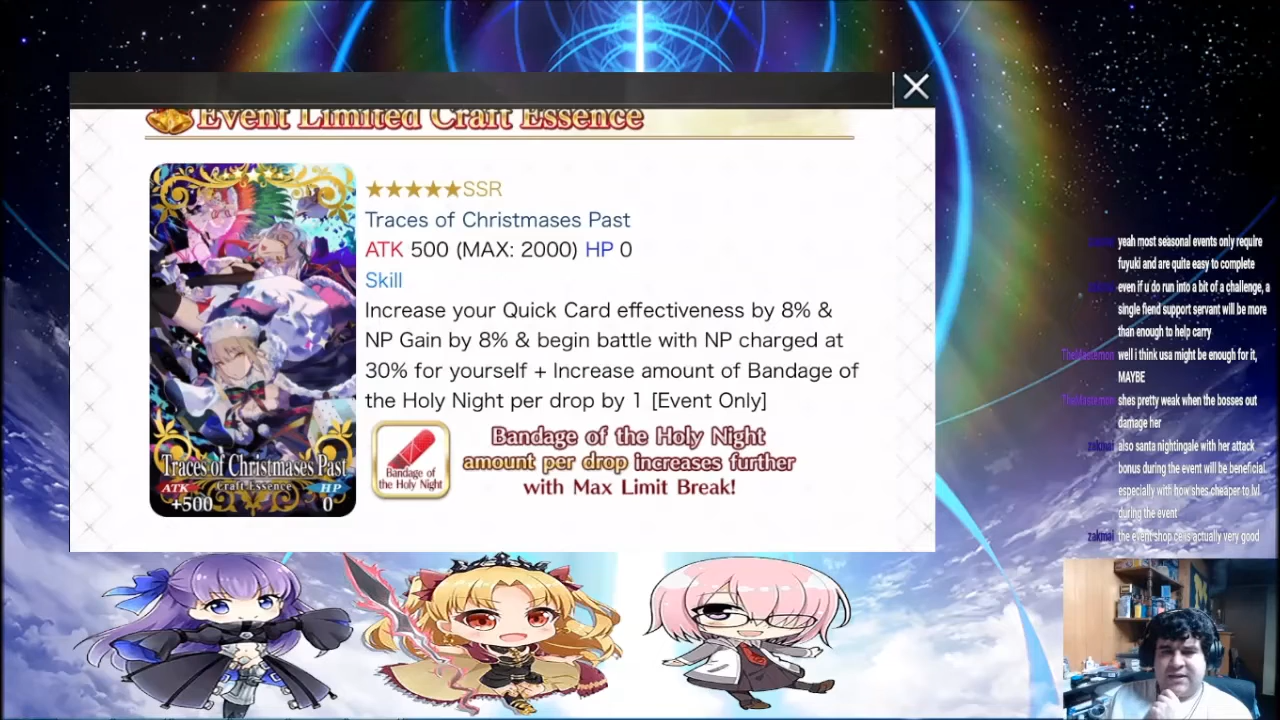 Event Limited Craft Essence
★★★★★SSR
Traces of Christmases Past
ATK 500 (MAX: 2000) HP 0
Skill
Increase your Quick Card effectiveness by 8% &
NP Gain by 8% & begin battle with NP charged at
30% for yourself + Increase amount of Bandage of
the Holy Night per drop by 1 [Event Only]
Bandage of
the Holy Night
Bandage of the Holy Night
amount per drop increases further
with Max Limit Break!
Traces of Christmases Past
ATK Craft Essence HP
+500 0
yeah most seasonal events only require
fuyuki and are quite easy to complete
even if u do run into a bit of a challenge, a
single fiend support servant will be more
than enough to help carry
TheMastemon well i think usa might be enough for it,
MAYBE
TheMastemon shes pretty weak when the bosses out
damage her
zakmai also santa nightingale with her attack
bonus during the event will be beneficial.
especially with how shes cheaper to lvl
during the event
zakmai the event shop ce is actually very good